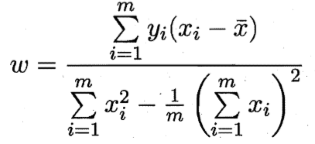 w = \frac{\sum_{i=1}^{m} y_i (x_i - \bar{x})}{\sum_{i=1}^{m} x_i^2 - \frac{1}{m} \left( \sum_{i=1}^{m} x_i \right)^2}